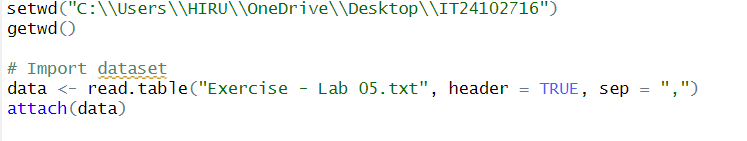 setwd("C:\\Users\\HIRU\\OneDrive\\Desktop\\IT24102716")
getwd()
# Import dataset
data <- read.table("Exercise - Lab 05.txt", header = TRUE, sep = ",")
attach(data)